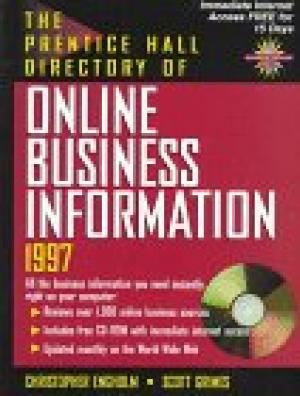 Immediate Internet
Access FREE for
15 Days
THE
PRENTICE HALL
DIRECTORY OF
ONLINE
BUSINESS
INFORMATION
1997
All the business information you need instantly
right on your computer
Reviews over 1,000 online business sources
Includes free CD-ROM with immediate internet access
Updated monthly on the World Wide Web
CHRISTOPHER ENGHOLM • SCOTT GRIMES